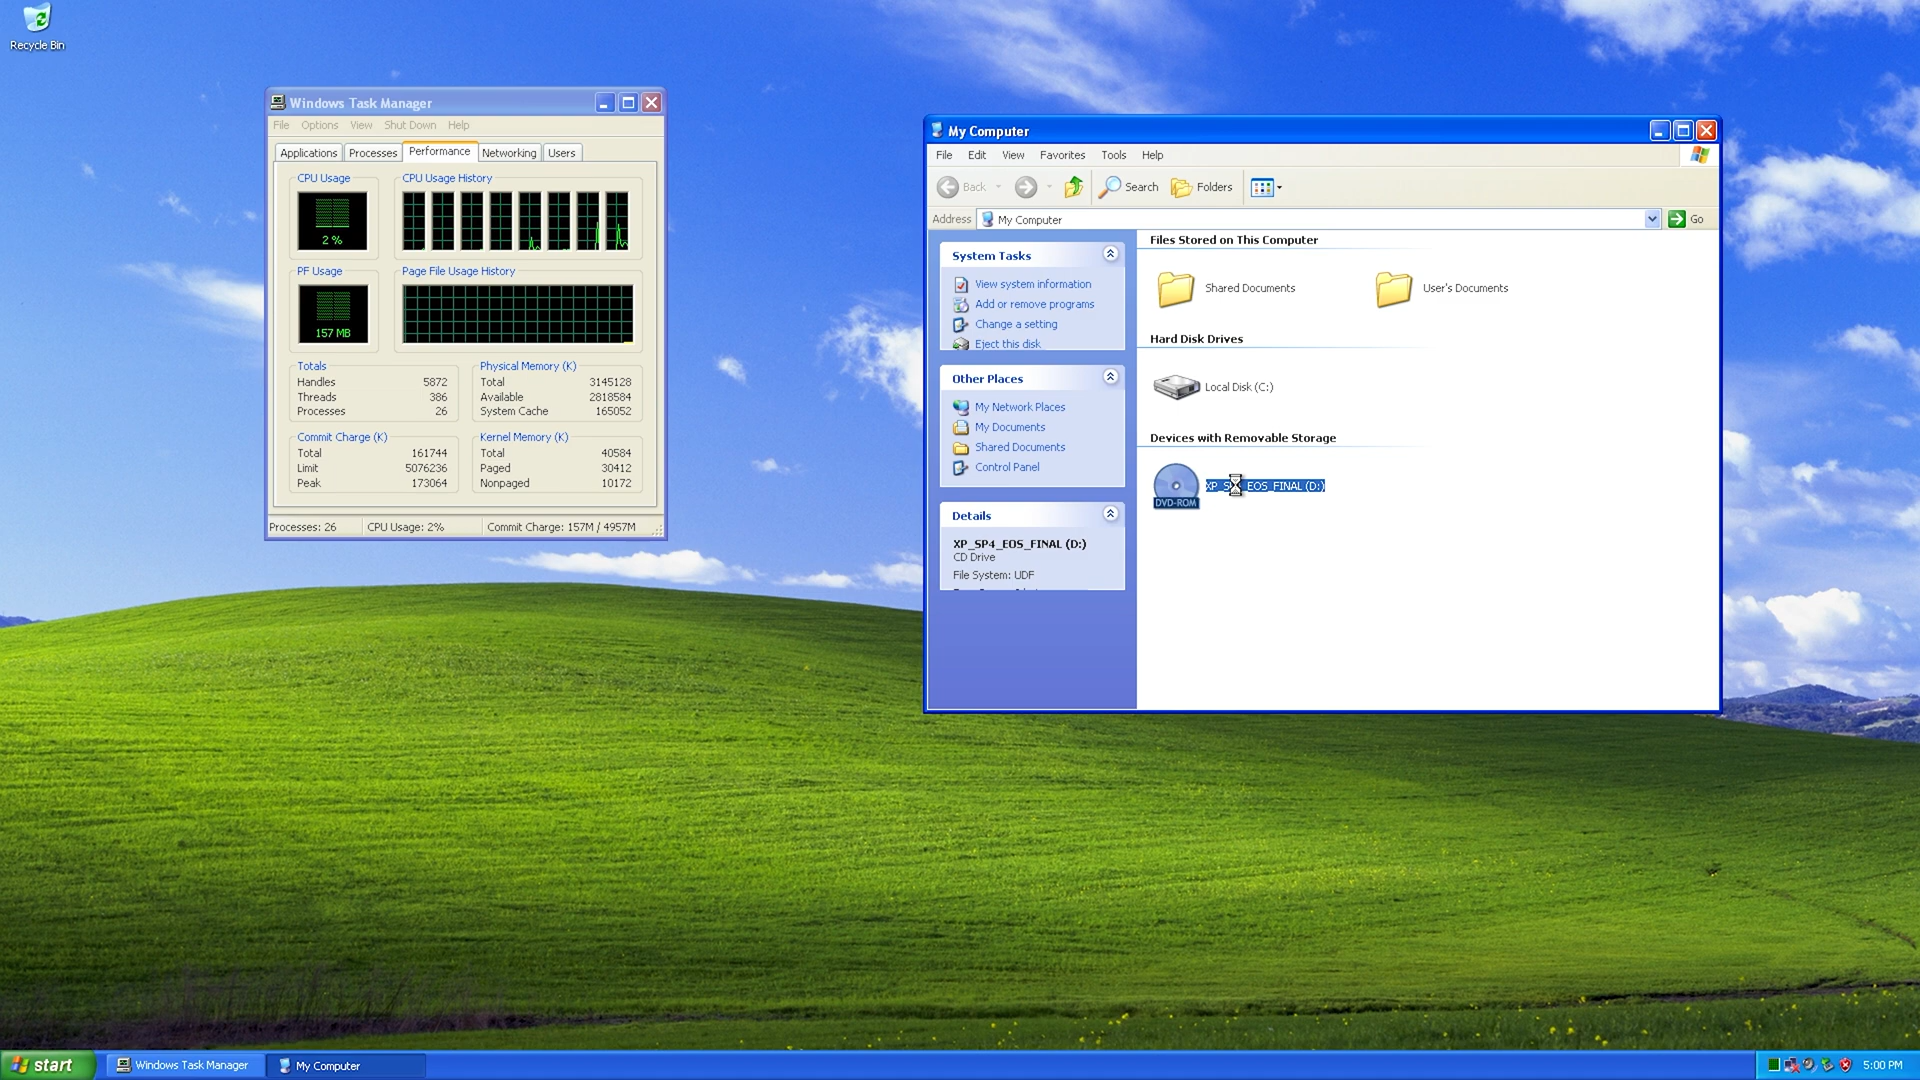 Recycle Bin
Windows Task Manager
File Options View Shut Down Help
Applications Processes Performance Networking Users
CPU Usage
CPU Usage History
2 %
PF Usage
Page File Usage History
157 MB
Totals
Handles 5872
Threads 386
Processes 26
Physical Memory (K)
Total 3145128
Available 2818584
System Cache 165052
Commit Charge (K)
Total 161744
Limit 5076236
Peak 173064
Kernel Memory (K)
Total 40584
Paged 30412
Nonpaged 10172
Processes: 26 CPU Usage: 2% Commit Charge: 157M / 4957M
My Computer
File Edit View Favorites Tools Help
Back Search Folders
Address My Computer Go
System Tasks
View system information
Add or remove programs
Change a setting
Eject this disk
Other Places
My Network Places
My Documents
Shared Documents
Control Panel
Details
XP_SP4_EOS_FINAL (D:)
CD Drive
File System: UDF
Files Stored on This Computer
Shared Documents User's Documents
Hard Disk Drives
Local Disk (C:)
Devices with Removable Storage
DVD-ROM
XP_SP4_EOS_FINAL (D:)
start Windows Task Manager My Computer 5:00 PM